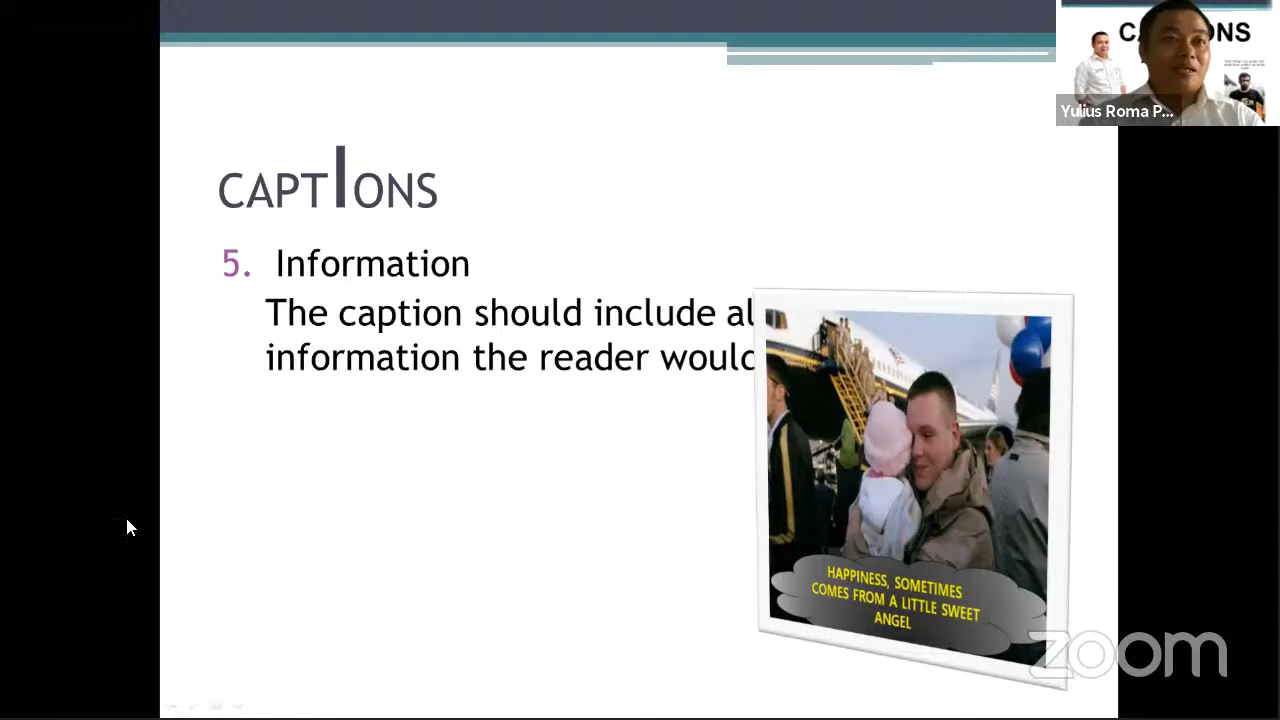 CAPTIONS
Yulius Roma P...
CAPTIONS
5. Information
The caption should include al
information the reader would
HAPPINESS, SOMETIMES
COMES FROM A LITTLE SWEET
ANGEL
zoom